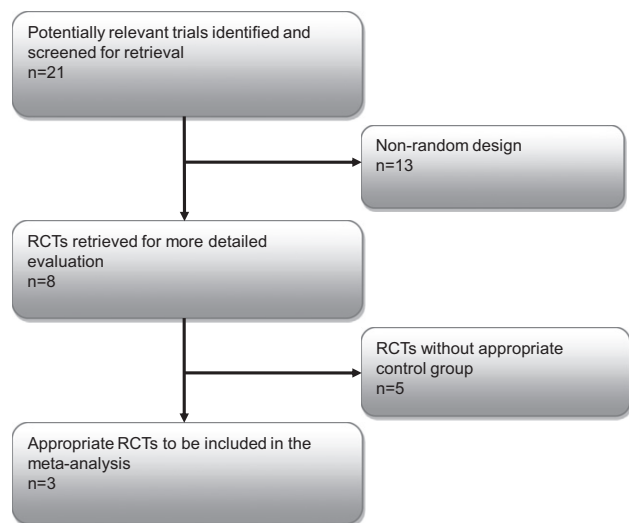 Potentially relevant trials identified and
screened for retrieval
n=21
Non-random design
n=13
RCTs retrieved for more detailed
evaluation
n=8
RCTs without appropriate
control group
n=5
Appropriate RCTs to be included in the
meta-analysis
n=3